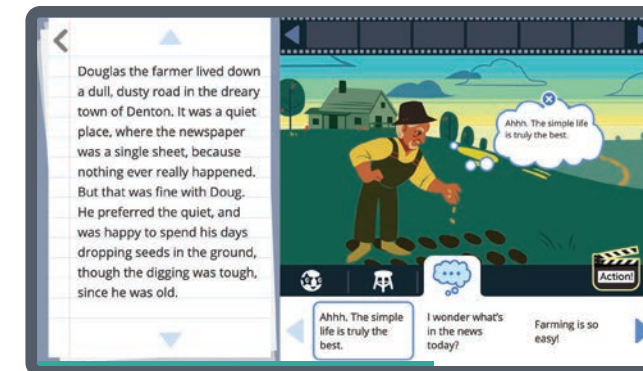 Douglas the farmer lived down
a dull, dusty road in the dreary
town of Denton. It was a quiet
place, where the newspaper
was a single sheet, because
nothing ever really happened.
But that was fine with Doug.
He preferred the quiet, and
was happy to spend his days
dropping seeds in the ground,
though the digging was tough,
since he was old.
Ahhh. The simple life
is truly the best.
Action!
Ahhh. The simple
life is truly the
best.
I wonder what's
in the news
today?
Farming is so
easy!